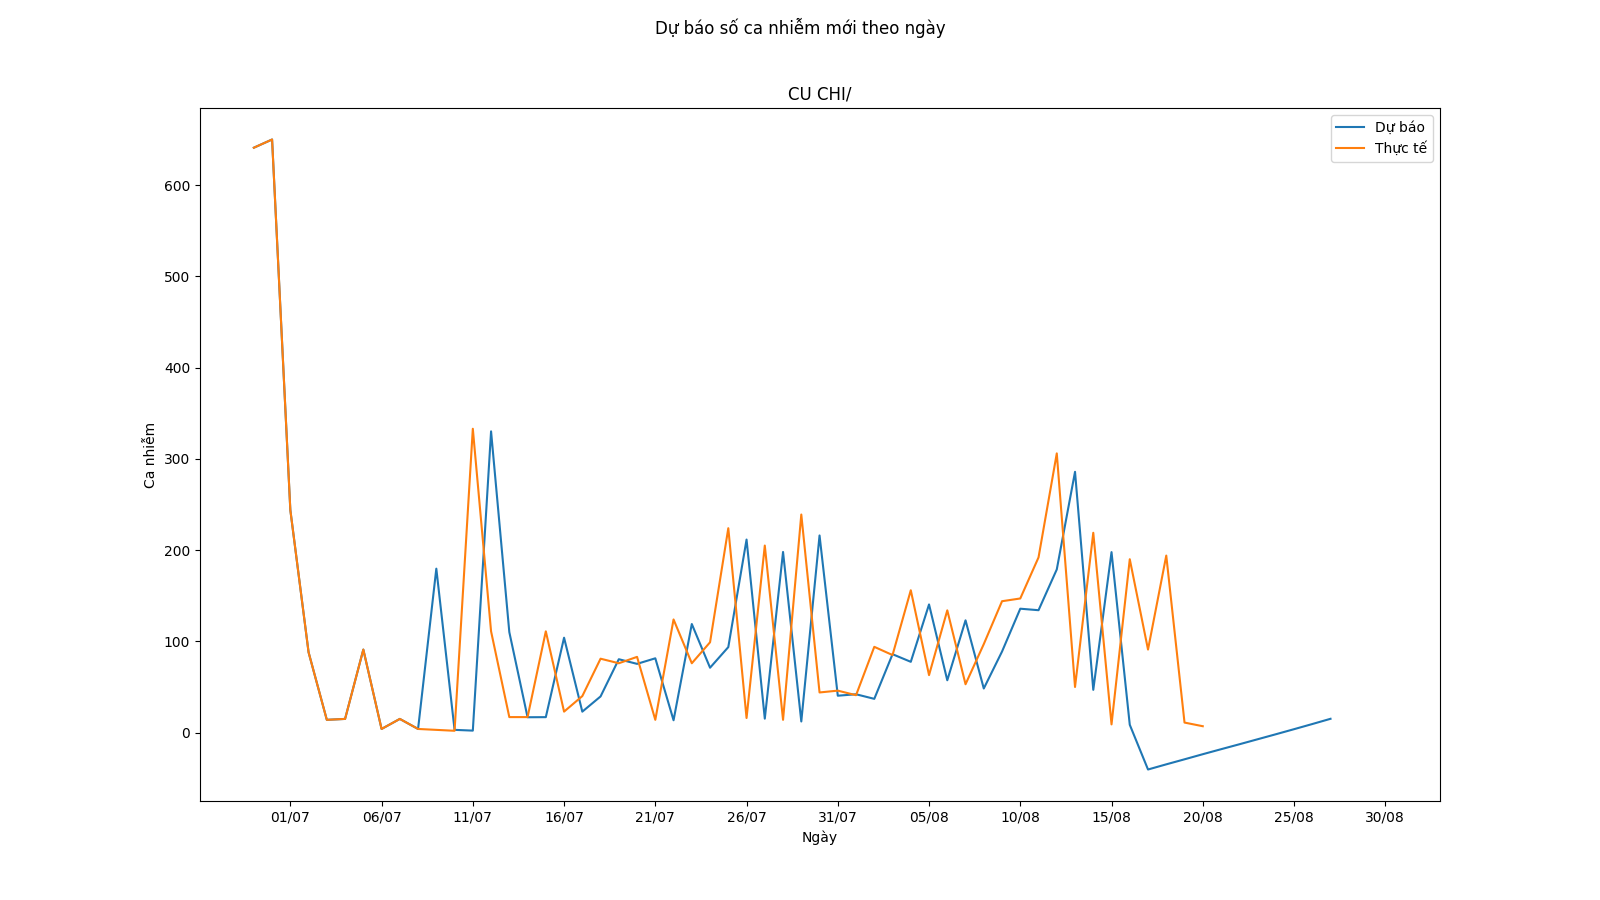 Dự báo số ca nhiễm mới theo ngày
CU CHI/
Dự báo
Thực tế
600
500
400
300
200
100
0
Ca nhiễm
01/07 06/07 11/07 16/07 21/07 26/07 31/07 05/08 10/08 15/08 20/08 25/08 30/08
Ngày